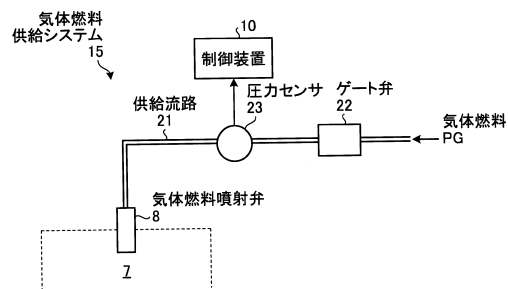 気体燃料
供給システム
15
10
制御装置
供給流路
21
圧力センサ
23
ゲート弁
22
気体燃料
PG
気体燃料噴射弁
8
7